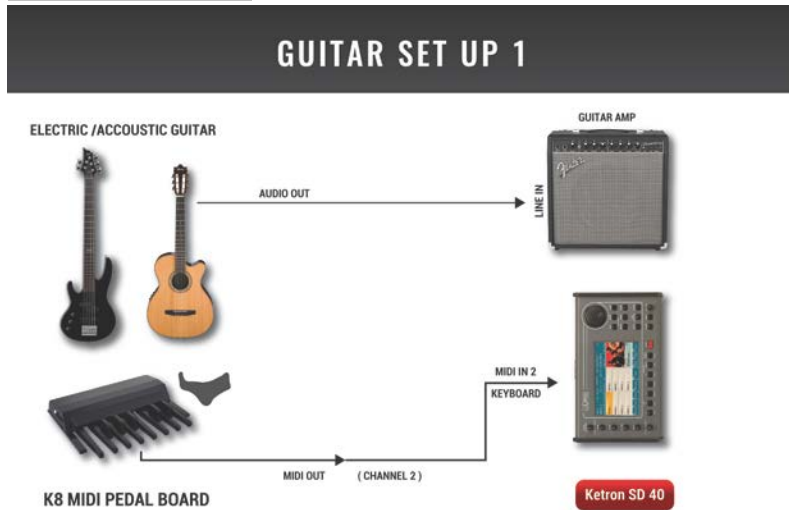 GUITAR SET UP 1
ELECTRIC /ACCOUSTIC GUITAR
GUITAR AMP
AUDIO OUT
LINE IN
Fender
MIDI IN 2
KEYBOARD
MIDI OUT
( CHANNEL 2 )
K8 MIDI PEDAL BOARD
Ketron SD 40